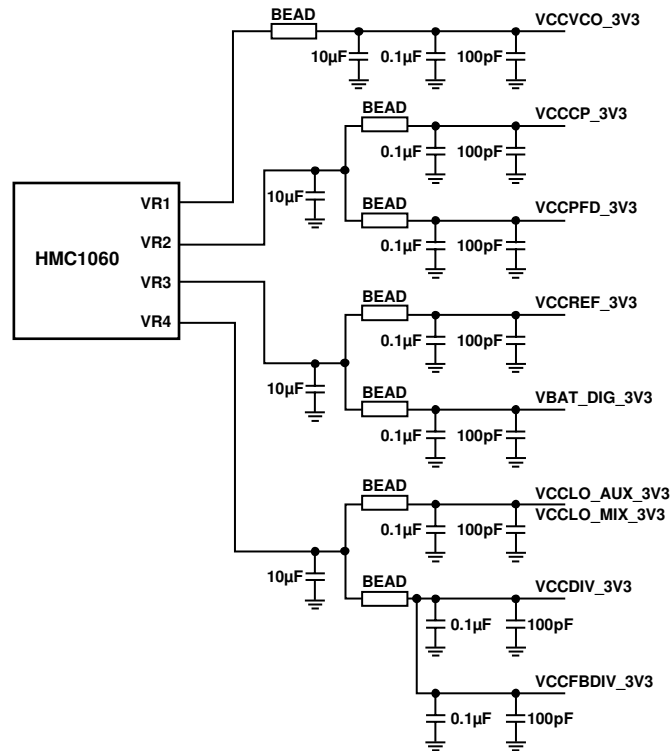 BEAD
VCCVCO_3V3
10µF
0.1µF
100pF
BEAD
VCCCP_3V3
0.1µF
100pF
10µF
BEAD
VCCPFD_3V3
0.1µF
100pF
HMC1060
VR1
VR2
VR3
VR4
BEAD
VCCREF_3V3
0.1µF
100pF
10µF
BEAD
VBAT_DIG_3V3
0.1µF
100pF
BEAD
VCCLO_AUX_3V3
VCCLO_MIX_3V3
0.1µF
100pF
10µF
BEAD
VCCDIV_3V3
0.1µF
100pF
VCCFBDIV_3V3
0.1µF
100pF